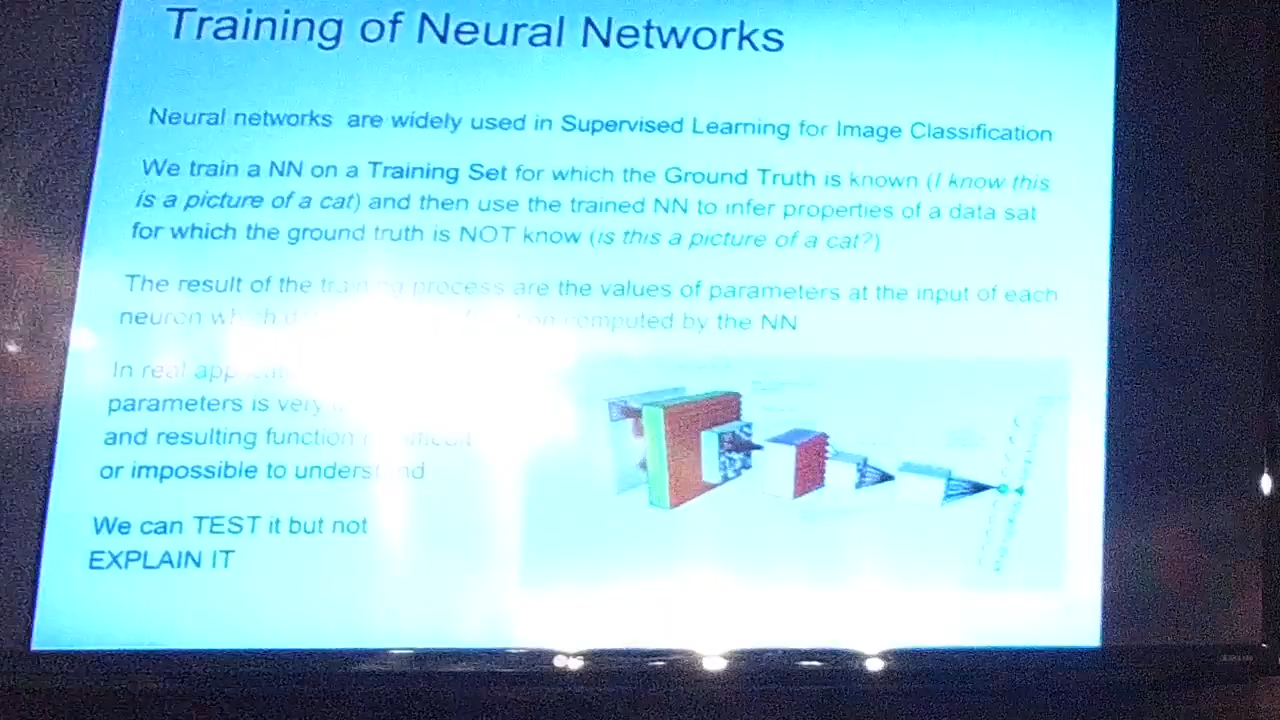 Training of Neural Networks
Neural networks are widely used in Supervised Learning for Image Classification
We train a NN on a Training Set for which the Ground Truth is known (I know this
is a picture of a cat) and then use the trained NN to infer properties of a data sat
for which the ground truth is NOT know (is this a picture of a cat?)
The result of the training process are the values of parameters at the input of each
neuron computed by the NN
In real
parameters is very
and resulting function
or impossible to understand
We can TEST it but not
EXPLAIN IT